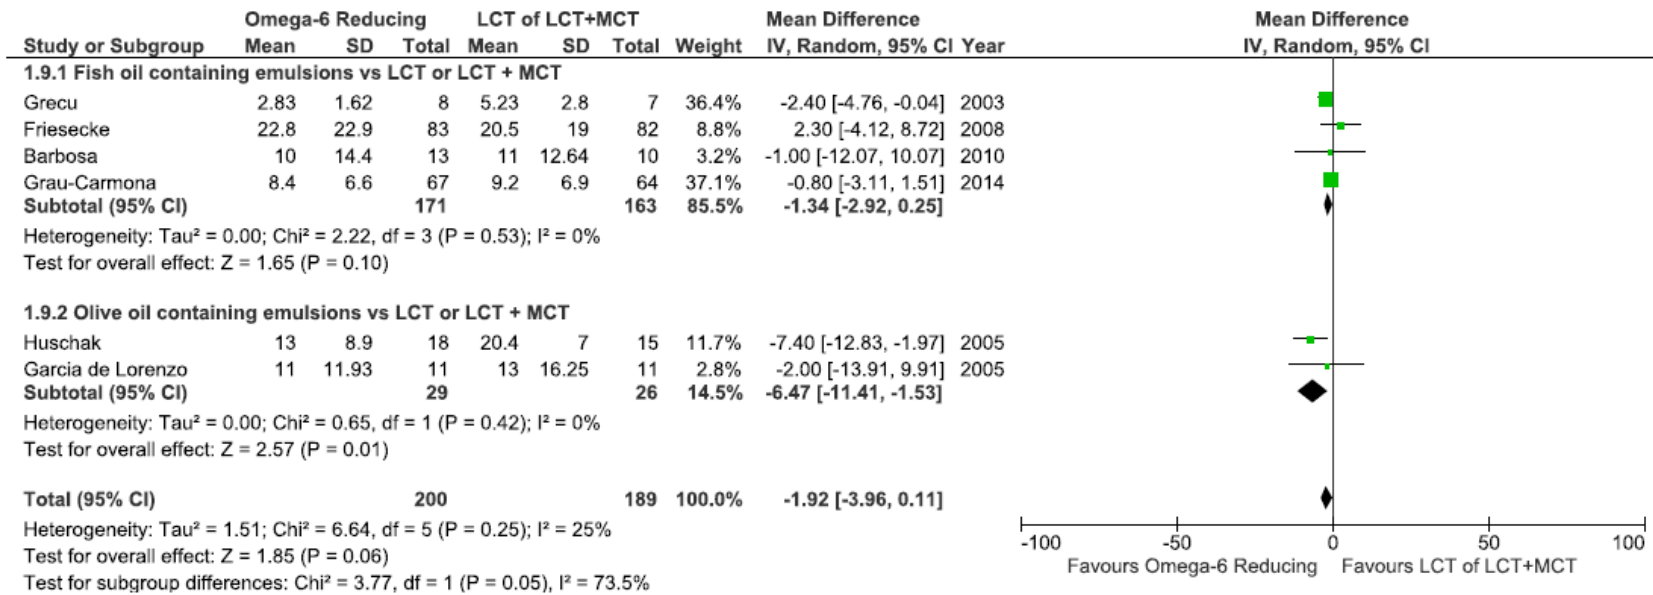 Omega-6 Reducing LCT of LCT+MCT Mean Difference Mean Difference
Study or Subgroup Mean SD Total Mean SD Total Weight IV, Random, 95% CI Year IV, Random, 95% CI
1.9.1 Fish oil containing emulsions vs LCT or LCT + MCT
Grecu 2.83 1.62 8 5.23 2.8 7 36.4% -2.40 [-4.76, -0.04] 2003
Friesecke 22.8 22.9 83 20.5 19 82 8.8% 2.30 [-4.12, 8.72] 2008
Barbosa 10 14.4 13 11 12.64 10 3.2% -1.00 [-12.07, 10.07] 2010
Grau-Carmona 8.4 6.6 67 9.2 6.9 64 37.1% -0.80 [-3.11, 1.51] 2014
Subtotal (95% CI) 171 163 85.5% -1.34 [-2.92, 0.25]
Heterogeneity: Tau² = 0.00; Chi² = 2.22, df = 3 (P = 0.53); I² = 0%
Test for overall effect: Z = 1.65 (P = 0.10)
1.9.2 Olive oil containing emulsions vs LCT or LCT + MCT
Huschak 13 8.9 18 20.4 7 15 11.7% -7.40 [-12.83, -1.97] 2005
Garcia de Lorenzo 11 11.93 11 13 16.25 11 2.8% -2.00 [-13.91, 9.91] 2005
Subtotal (95% CI) 29 26 14.5% -6.47 [-11.41, -1.53]
Heterogeneity: Tau² = 0.00; Chi² = 0.65, df = 1 (P = 0.42); I² = 0%
Test for overall effect: Z = 2.57 (P = 0.01)
Total (95% CI) 200 189 100.0% -1.92 [-3.96, 0.11]
Heterogeneity: Tau² = 1.51; Chi² = 6.64, df = 5 (P = 0.25); I² = 25%
Test for overall effect: Z = 1.85 (P = 0.06)
Test for subgroup differences: Chi² = 3.77, df = 1 (P = 0.05), I² = 73.5%
-100 -50 0 50 100
Favours Omega-6 Reducing Favours LCT of LCT+MCT